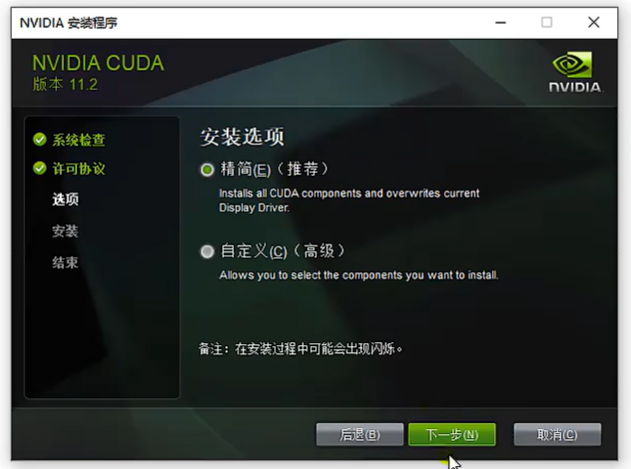 NVIDIA 安装程序
NVIDIA CUDA
版本 11.2
NVIDIA.
系统检查
许可协议
选项
安装
结束
安装选项
精简(E)（推荐）
Installs all CUDA components and overwrites current
Display Driver.
自定义(C)（高级）
Allows you to select the components you want to install.
备注：在安装过程中可能会出现闪烁。
后退(B)
下一步(N)
取消(C)